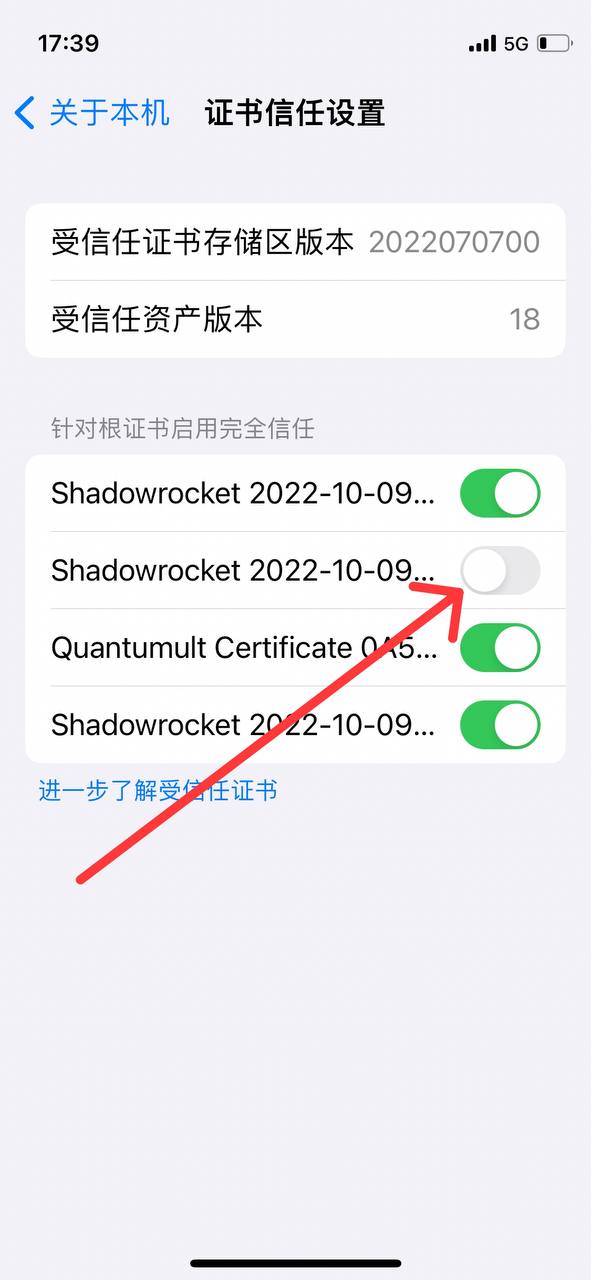 17:39 5G
关于本机 证书信任设置
受信任证书存储区版本 2022070700
受信任资产版本 18
针对根证书启用完全信任
Shadowrocket 2022-10-09...
Shadowrocket 2022-10-09...
Quantumult Certificate 0A5...
Shadowrocket 2022-10-09...
进一步了解受信任证书